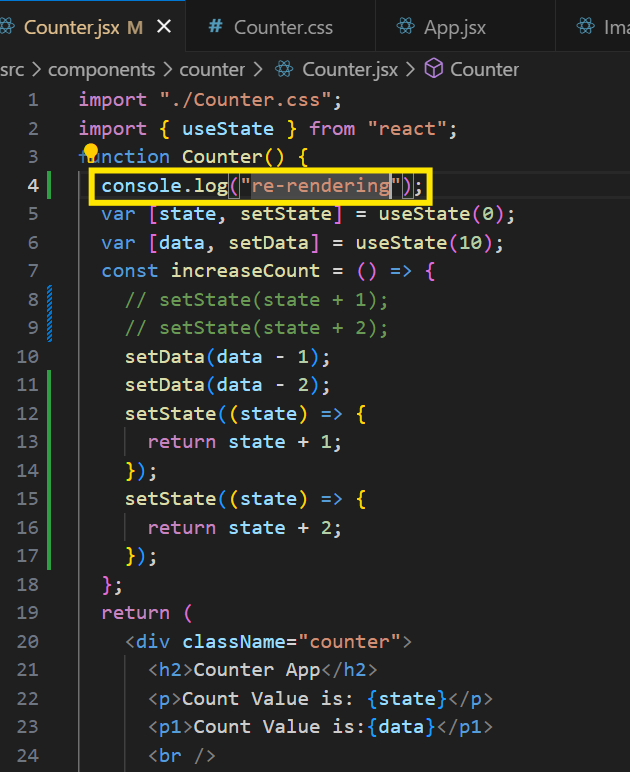 Counter.jsx M × # Counter.css App.jsx Ima
src > components > counter > Counter.jsx > Counter
1 import "./Counter.css";
2 import { useState } from "react";
3 function Counter() {
4 console.log("re-rendering");
5 var [state, setState] = useState(0);
6 var [data, setData] = useState(10);
7 const increaseCount = () => {
8 // setState(state + 1);
9 // setState(state + 2);
10 setData(data - 1);
11 setData(data - 2);
12 setState((state) => {
13 return state + 1;
14 });
15 setState((state) => {
16 return state + 2;
17 });
18 };
19 return (
20 <div className="counter">
21 <h2>Counter App</h2>
22 <p>Count Value is: {state}</p>
23 <p1>Count Value is:{data}</p1>
24 <br />